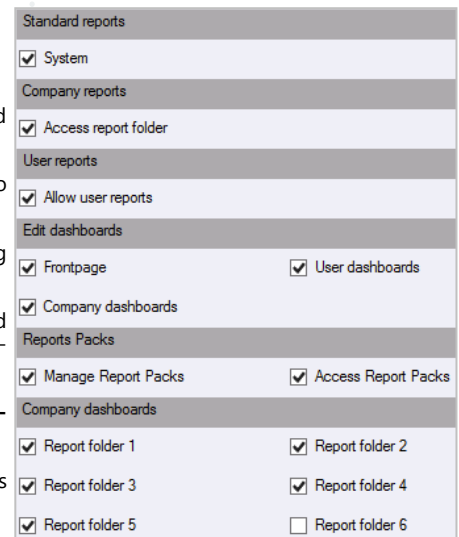 Standard reports
System
Company reports
Access report folder
User reports
Allow user reports
Edit dashboards
Frontpage User dashboards
Company dashboards
Reports Packs
Manage Report Packs Access Report Packs
Company dashboards
Report folder 1 Report folder 2
Report folder 3 Report folder 4
Report folder 5 Report folder 6